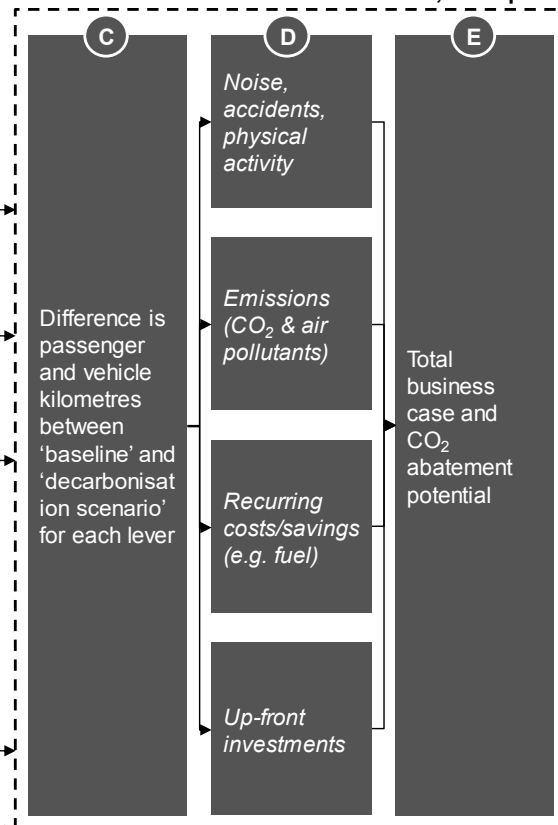 C
Difference is
passenger
and vehicle
kilometres
between
‘baseline’ and
‘decarbonisat
ion scenario’
for each lever
D
Noise,
accidents,
physical
activity
Emissions
(CO₂ & air
pollutants)
Recurring
costs/savings
(e.g. fuel)
Up-front
investments
E
Total
business
case and
CO₂
abatement
potential